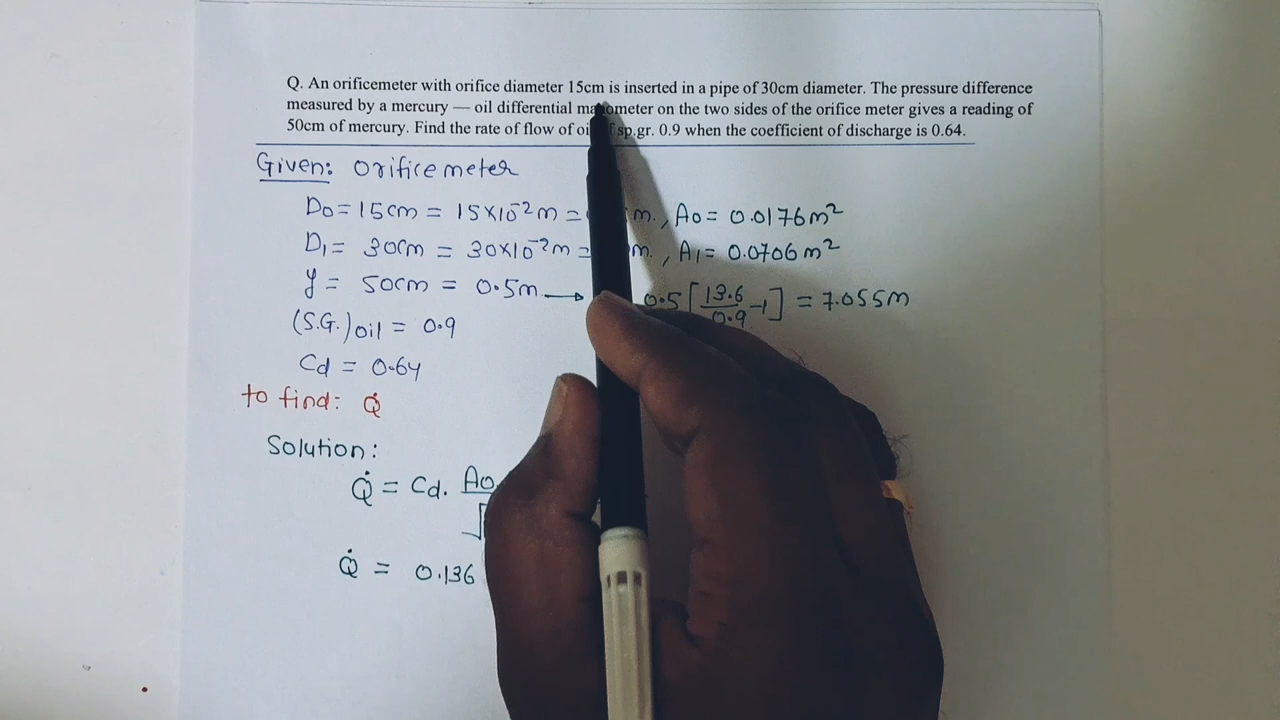 Q. An orificemeter with orifice diameter 15cm is inserted in a pipe of 30cm diameter. The pressure difference
measured by a mercury — oil differential ma ometer on the two sides of the orifice meter gives a reading of
50cm of mercury. Find the rate of flow of oi sp.gr. 0.9 when the coefficient of discharge is 0.64.
Given: Orificemeter
D₀ = 15cm = 15×10⁻²m = m., A₀ = 0.0176m²
D₁ = 30cm = 30×10⁻²m = m., A₁ = 0.0706m²
y = 50cm = 0.5m → 0.5[13.6/0.9 -1] = 7.055m
(S.G.)oil = 0.9
Cd = 0.64
to find: Q̇
Solution:
Q̇ = Cd. A₀ / √
Q̇ = 0.136